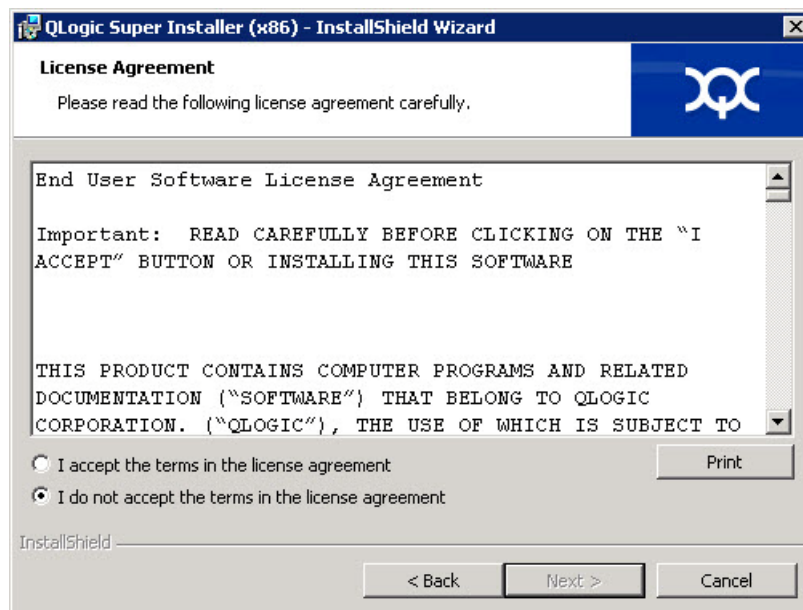 QLogic Super Installer (x86) - InstallShield Wizard
License Agreement
Please read the following license agreement carefully.
End User Software License Agreement
Important:  READ CAREFULLY BEFORE CLICKING ON THE “I
ACCEPT” BUTTON OR INSTALLING THIS SOFTWARE
THIS PRODUCT CONTAINS COMPUTER PROGRAMS AND RELATED
DOCUMENTATION (“SOFTWARE”) THAT BELONG TO QLOGIC
CORPORATION. (“QLOGIC”), THE USE OF WHICH IS SUBJECT TO
I accept the terms in the license agreement
Print
I do not accept the terms in the license agreement
InstallShield
< Back
Next >
Cancel